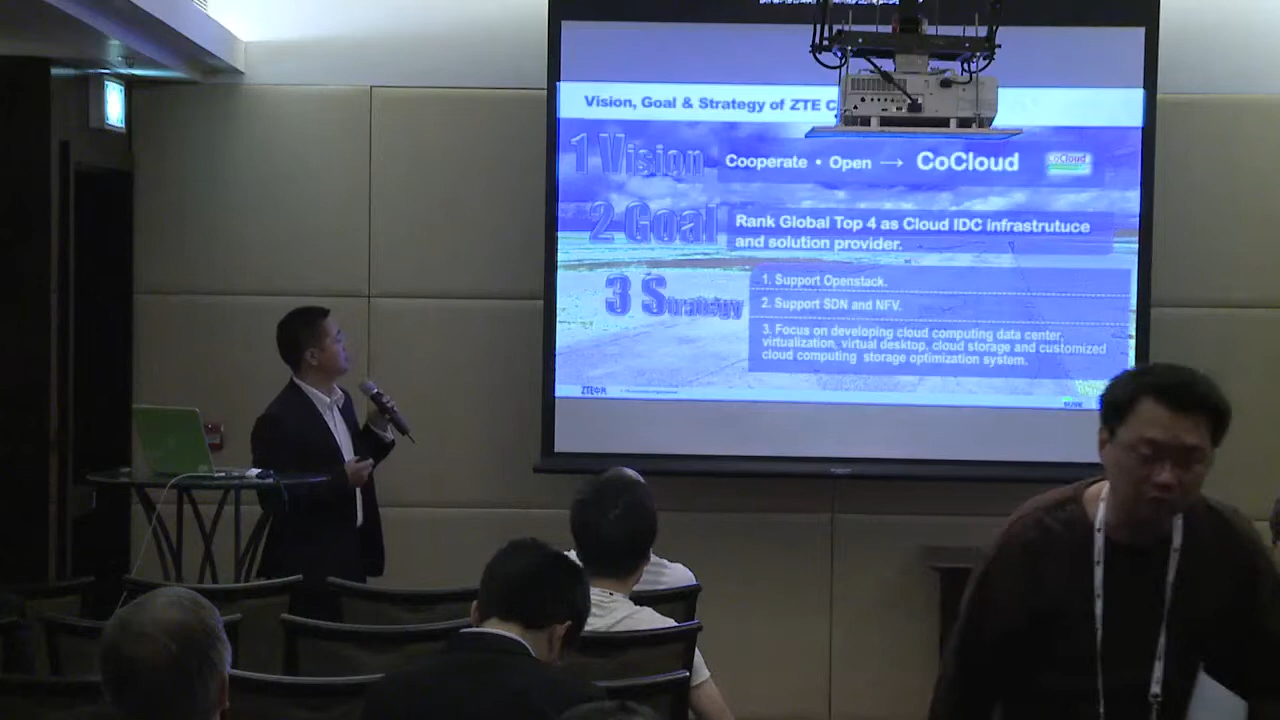 Vision, Goal & Strategy of ZTE C
1 Vision
Cooperate • Open → CoCloud
CoCloud
2 Goal
Rank Global Top 4 as Cloud IDC infrastrutuce
and solution provider.
3 Strategy
1. Support Openstack.
2. Support SDN and NFV.
3. Focus on developing cloud computing data center,
virtualization, virtual desktop, cloud storage and customized
cloud computing storage optimization system.
ZTE中兴